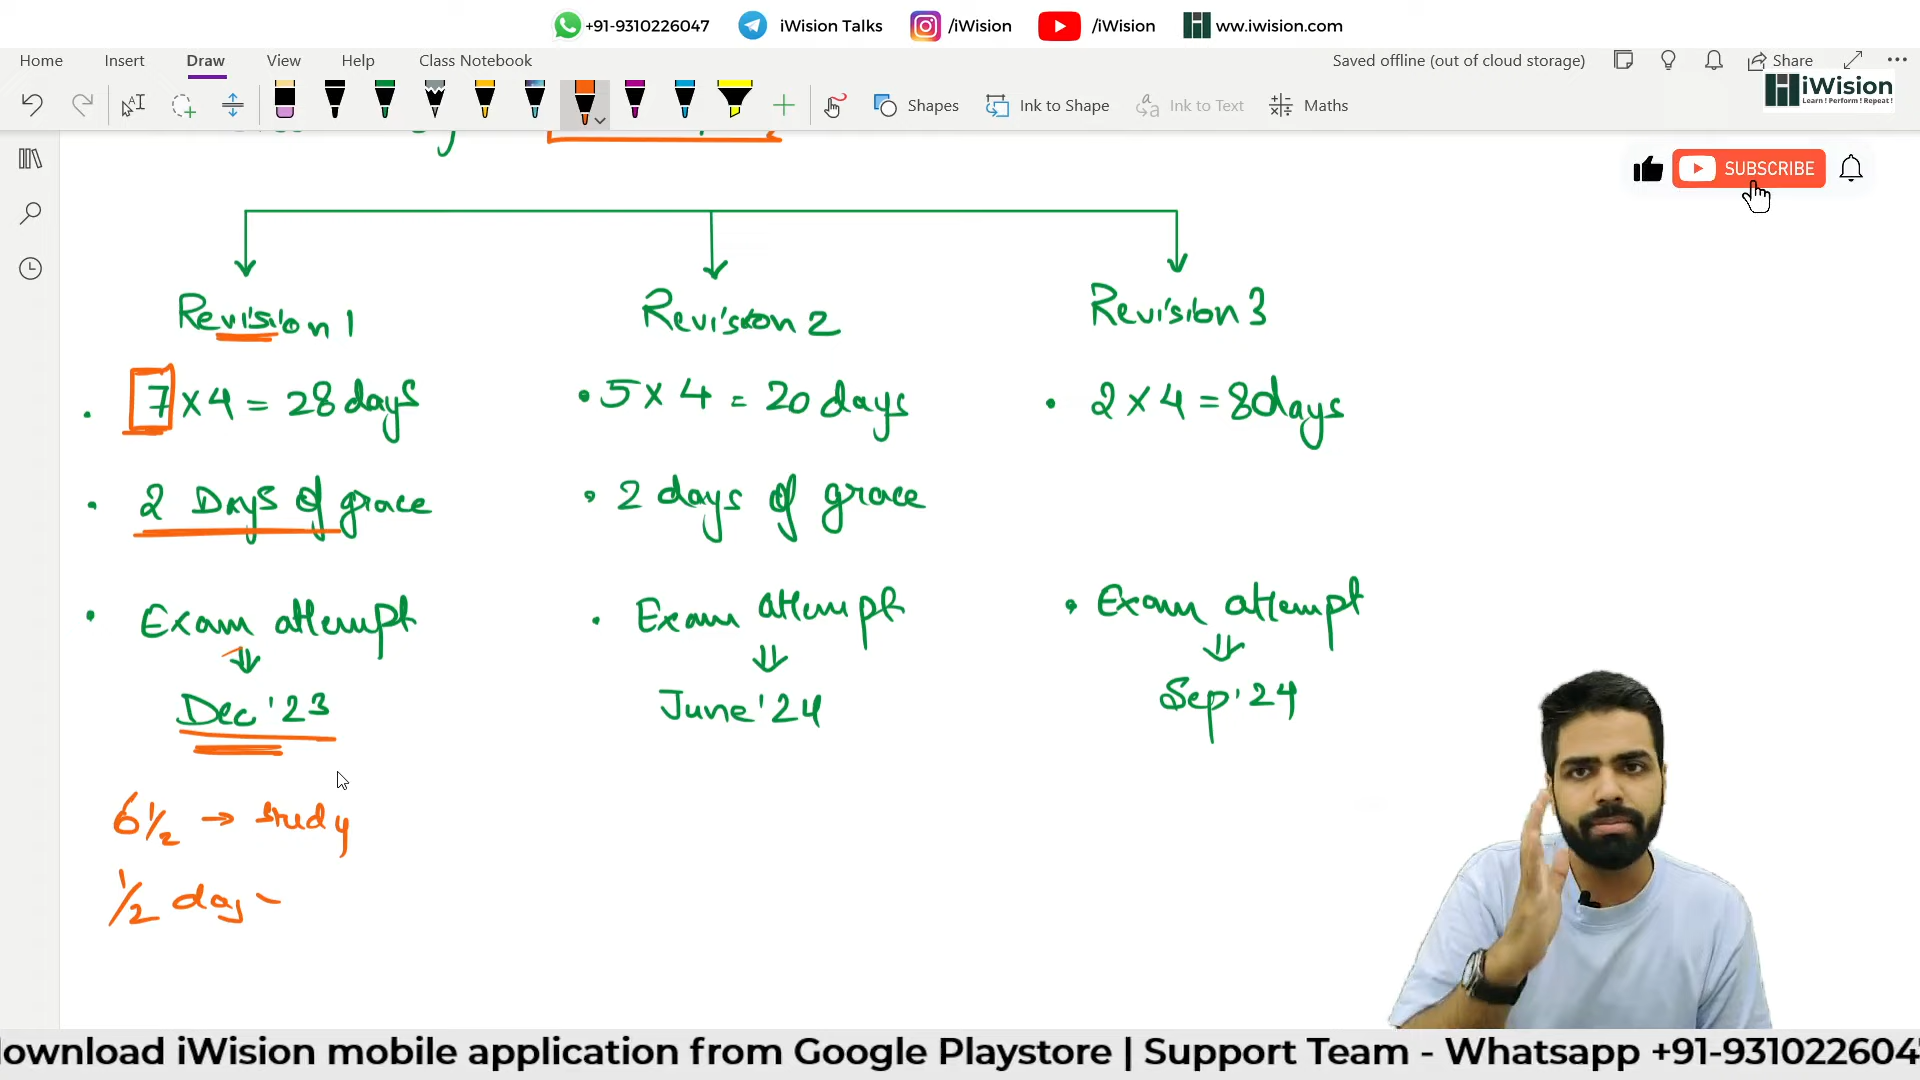 +91-9310226047 iWision Talks /iWision /iWision ww.iwision.com
Home Insert Draw View Help Class Notebook Saved offline (out of cloud storage) Share
Shapes Ink to Shape Ink to Text Maths
iWision
Learn ! Perform ! Repeat !
SUBSCRIBE
Revision 1 Revision 2 Revision 3
• 7 × 4 = 28 days • 5 × 4 = 20 days • 2 × 4 = 8 days
• 2 Days of grace • 2 days of grace
• Exam attempt • Exam attempt • Exam attempt
Dec '23 June '24 Sep '24
6 1/2 → study
1/2 day -
ownload iWision mobile application from Google Playstore | Support Team - Whatsapp +91-931022604